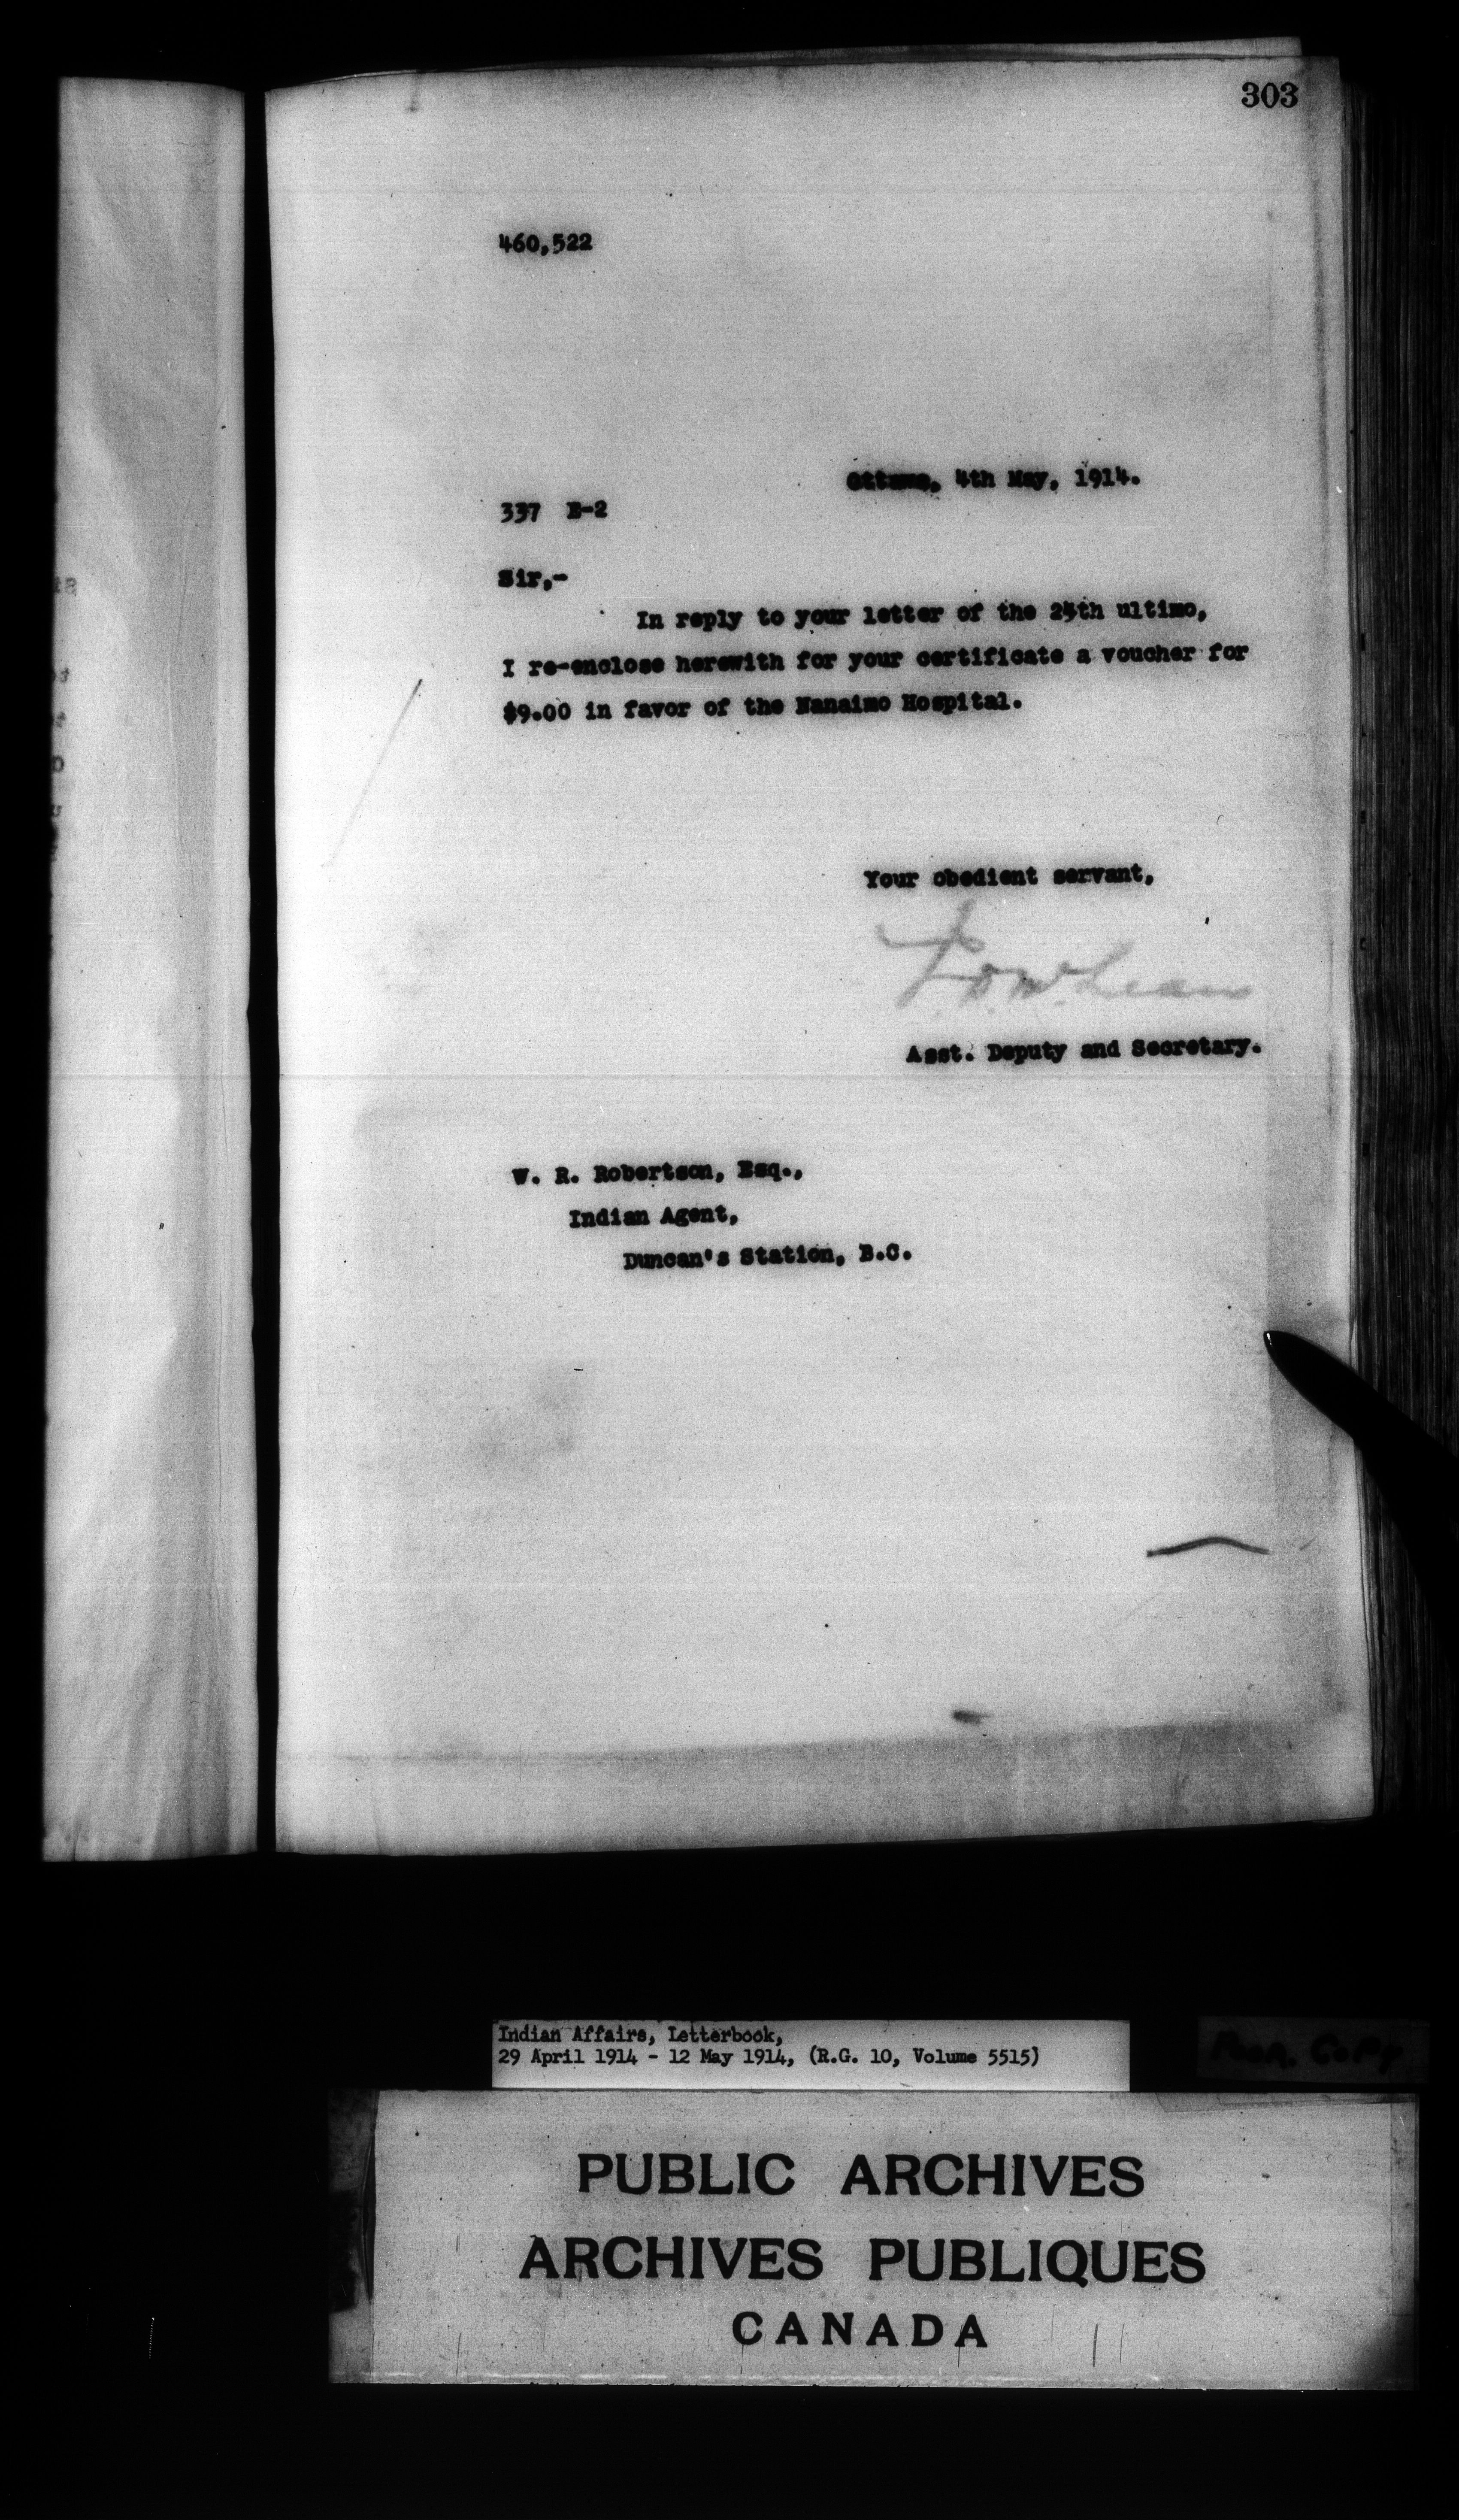 303
460,522
Ottawa, 4th May, 1914.
337 E-2
Sir,-
In reply to your letter of the 24th ultimo,
I re-enclose herewith for your certificate a voucher for
$9.00 in favor of the Nanaimo Hospital.
Your obedient servant,
J. D. McLean
Asst. Deputy and Secretary.
W. R. Robertson, Esq.,
Indian Agent,
Duncan's Station, B.C.
Indian Affairs, Letterbook,
29 April 1914 - 12 May 1914, (R.G. 10, Volume 5515)
Poor Copy
PUBLIC ARCHIVES
ARCHIVES PUBLIQUES
CANADA